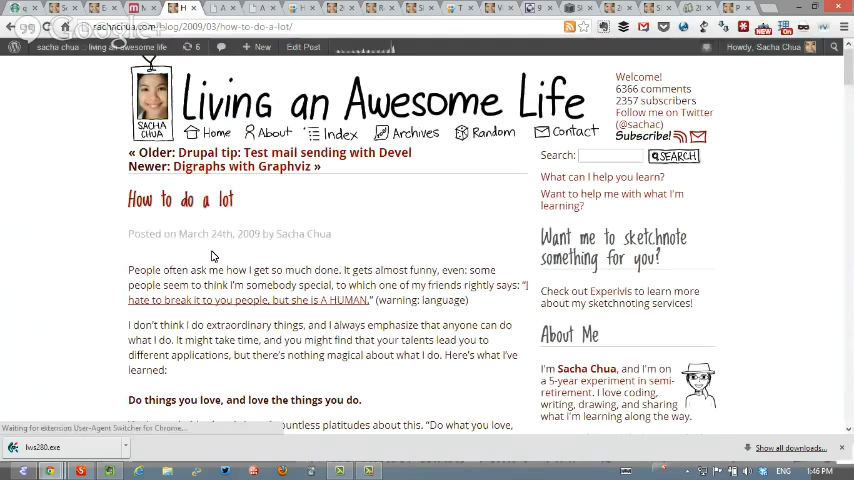 sachachua.com/blog/2009/03/how-to-do-a-lot/
sacha chua :: living an awesome life
6
+ New
Edit Post
Howdy, Sacha Chua
SACHA
CHUA
Living an Awesome Life
Home
About
Index
Archives
Random
Contact
Welcome!
6366 comments
2357 subscribers
Follow me on Twitter
(@sachac)
Subscribe!
« Older: Drupal tip: Test mail sending with Devel
Newer: Digraphs with Graphviz »
Search:
SEARCH
What can I help you learn?
Want to help me with what I'm
learning?
How to do a lot
Posted on March 24th, 2009 by Sacha Chua
People often ask me how I get so much done. It gets almost funny, even: some
people seem to think I'm somebody special, to which one of my friends rightly says: "I
hate to break it to you people, but she is A HUMAN." (warning: language)
I don't think I do extraordinary things, and I always emphasize that anyone can do
what I do. It might take time, and you might find that your talents lead you to
different applications, but there's nothing magical about what I do. Here's what I've
learned:
Do things you love, and love the things you do.
Want me to sketchnote
something for you?
Check out Experivis to learn more
about my sketchnoting services!
About Me
I'm Sacha Chua, and I'm on
a 5-year experiment in semi-
retirement. I love coding,
writing, drawing, and sharing
what I'm learning along the way.
Waiting for extension User-Agent Switcher for Chrome...
lws280.exe
Show all downloads...
ENG
1:46 PM